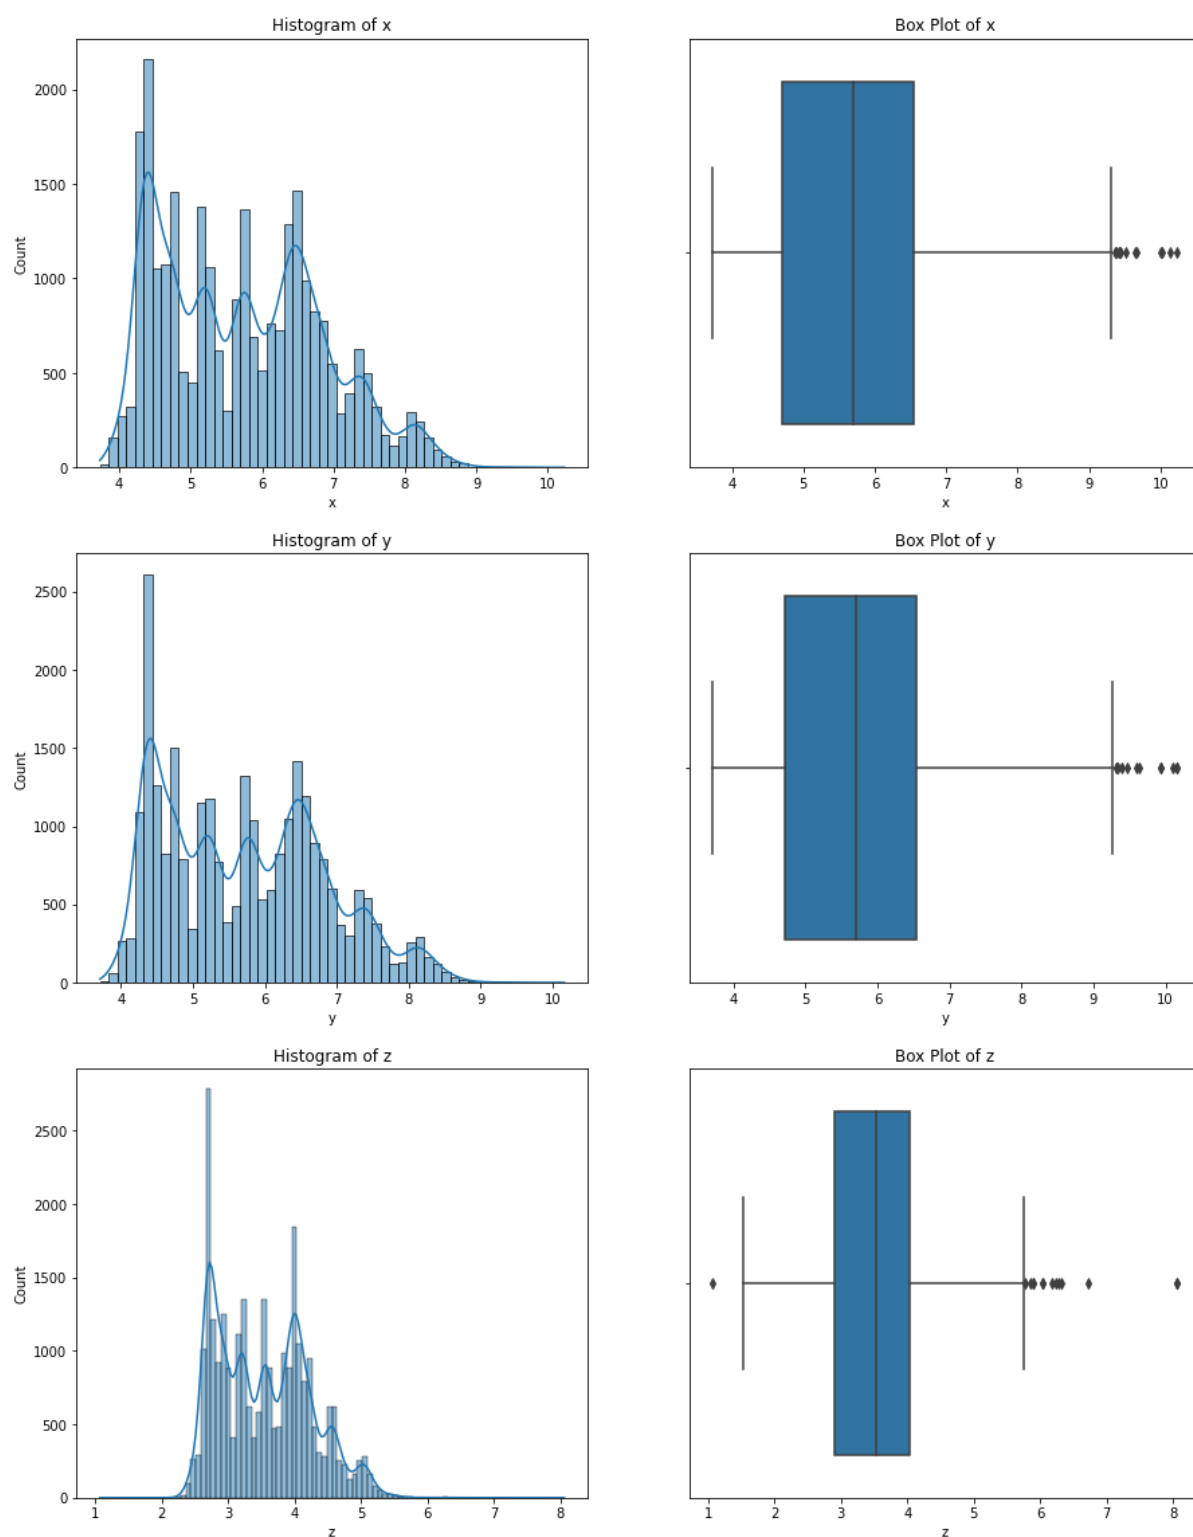 Histogram of x
Count
2000
1500
1000
500
0
4 5 6 7 8 9 10
x
Box Plot of x
4 5 6 7 8 9 10
x
Histogram of y
Count
2500
2000
1500
1000
500
0
4 5 6 7 8 9 10
y
Box Plot of y
4 5 6 7 8 9 10
y
Histogram of z
Count
2500
2000
1500
1000
500
0
1 2 3 4 5 6 7 8
z
Box Plot of z
1 2 3 4 5 6 7 8
z